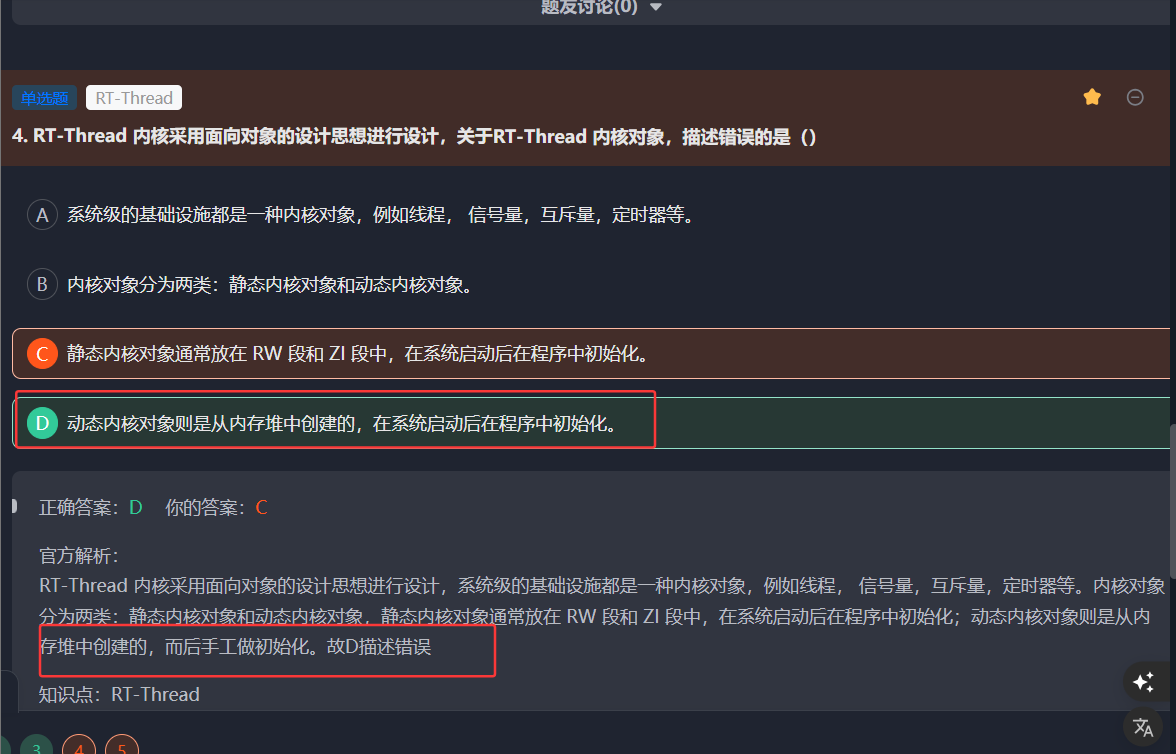 题友讨论(0)
单选题 RT-Thread
4. RT-Thread 内核采用面向对象的设计思想进行设计，关于RT-Thread 内核对象，描述错误的是（）
A 系统级的基础设施都是一种内核对象，例如线程， 信号量，互斥量，定时器等。
B 内核对象分为两类：静态内核对象和动态内核对象。
C 静态内核对象通常放在 RW 段和 ZI 段中，在系统启动后在程序中初始化。
D 动态内核对象则是从内存堆中创建的，在系统启动后在程序中初始化。
正确答案：D 你的答案：C
官方解析：
RT-Thread 内核采用面向对象的设计思想进行设计，系统级的基础设施都是一种内核对象，例如线程， 信号量，互斥量，定时器等。内核对象
分为两类：静态内核对象和动态内核对象，静态内核对象通常放在 RW 段和 ZI 段中，在系统启动后在程序中初始化；动态内核对象则是从内
存堆中创建的，而后手工做初始化。故D描述错误
知识点：RT-Thread
3 4 5